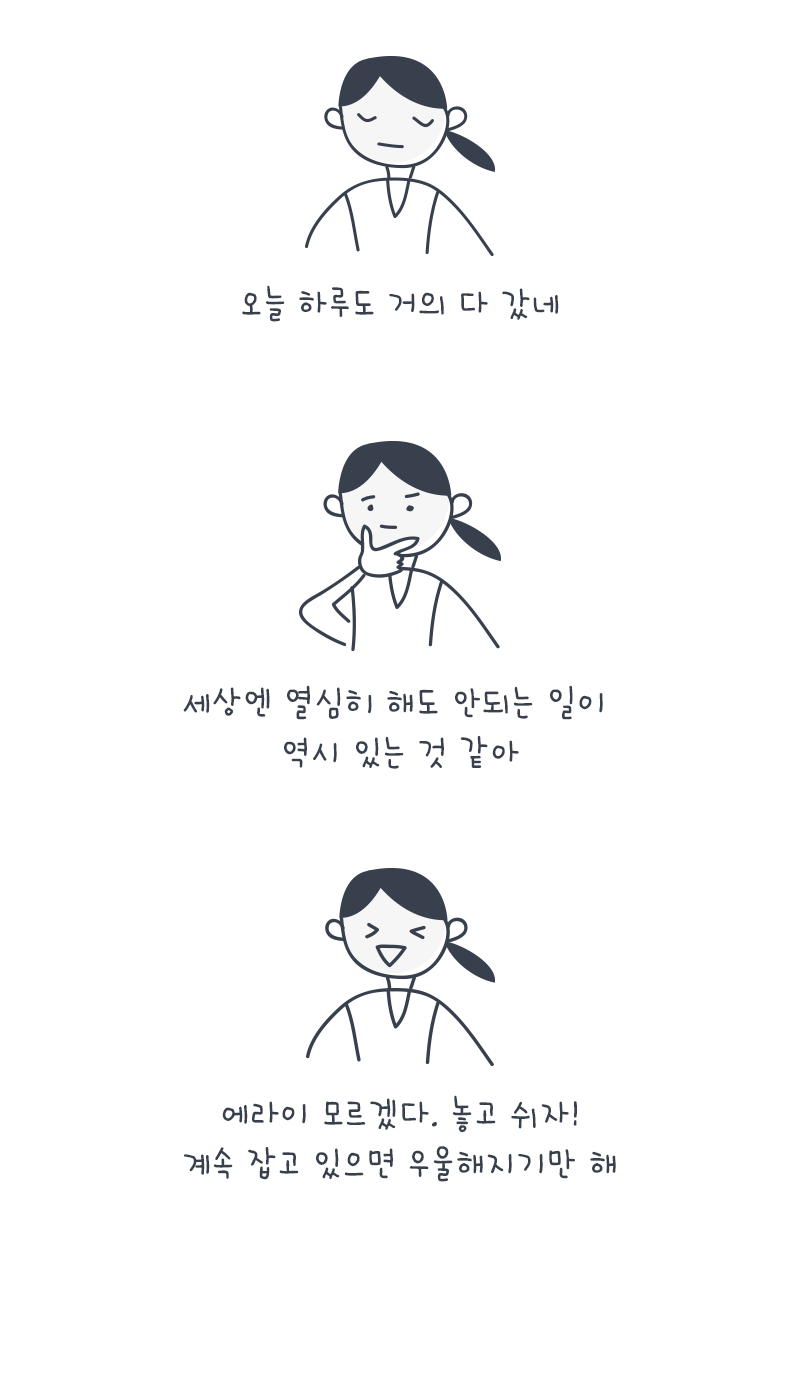 오늘 하루도 거의 다 갔네
세상엔 열심히 해도 안되는 일이
역시 있는 것 같아
에라이 모르겠다. 놓고 쉬자!
계속 잡고 있으면 우울해지기만 해